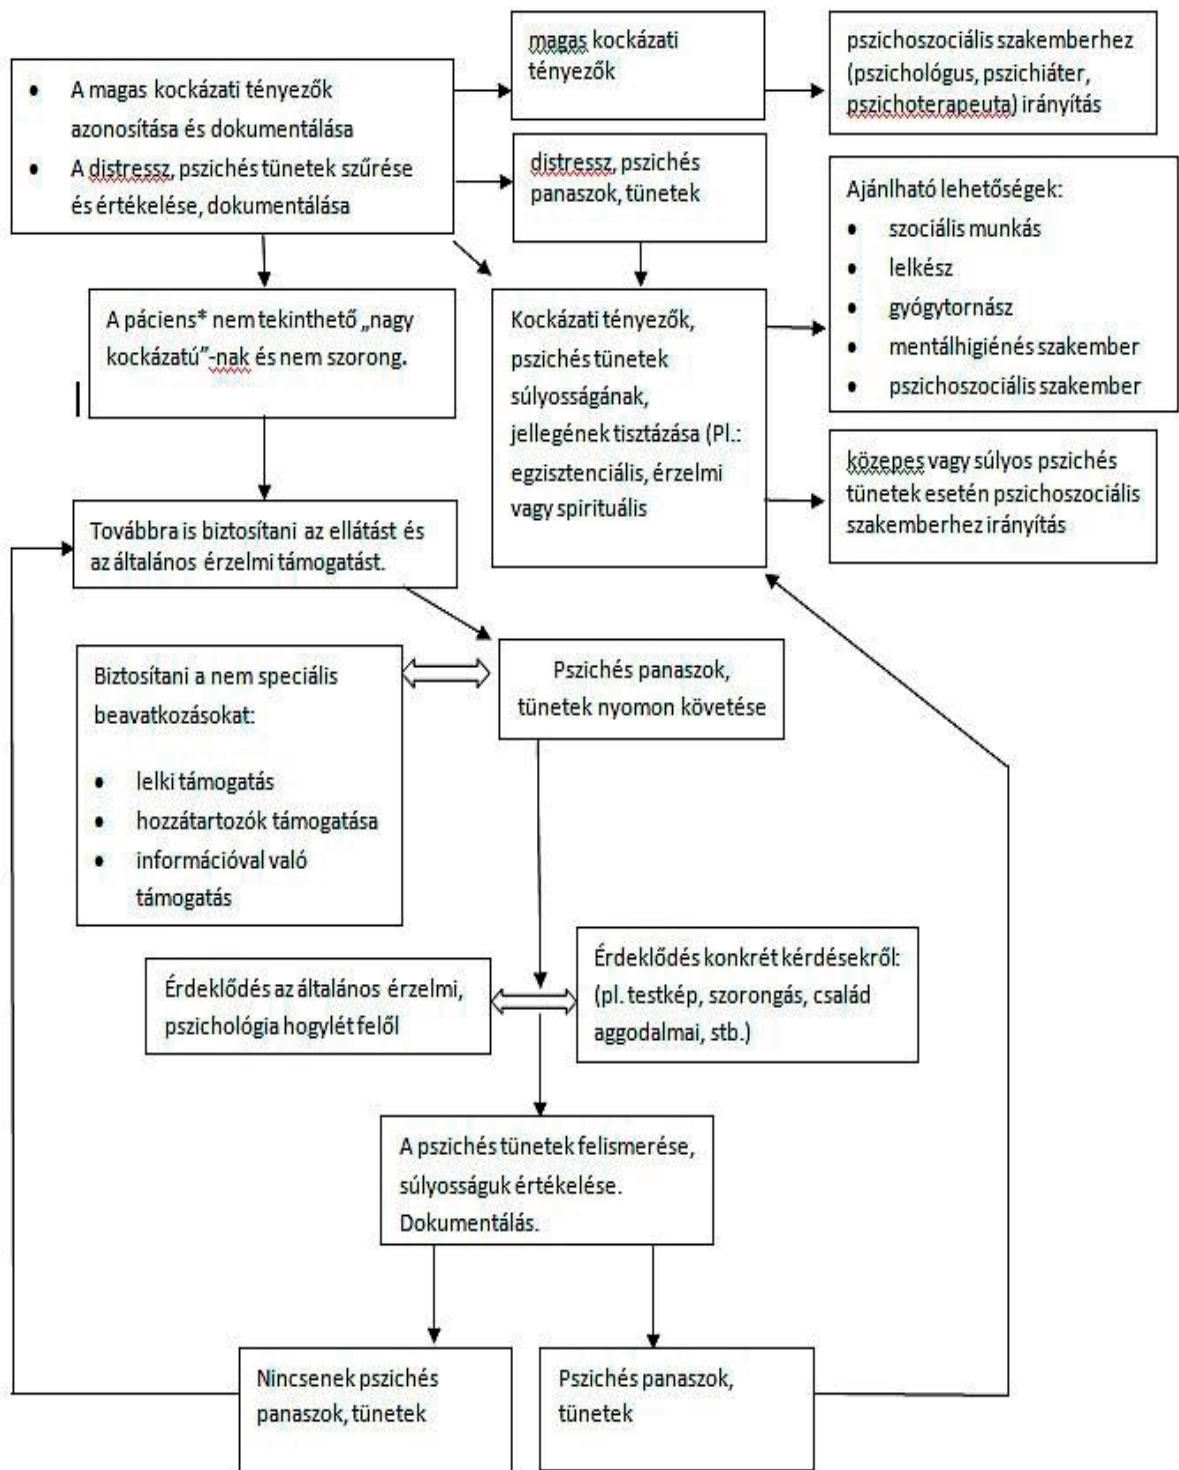 magas kockázati
tényezők
pszichoszociális szakemberhez
(pszichológus, pszichiáter,
pszichoterapeuta) irányítás
• A magas kockázati tényezők
azonosítása és dokumentálása
• A distressz, pszichés tünetek szűrése
és értékelése, dokumentálása
distressz, pszichés
panaszok, tünetek
Ajánlható lehetőségek:
• szociális munkás
• lelkész
• gyógytornász
• mentálhigiénés szakember
• pszichoszociális szakember
A páciens* nem tekinthető „nagy
kockázatú”-nak és nem szorong.
Kockázati tényezők,
pszichés tünetek
súlyosságának,
jellegének tisztázása (Pl.:
egzisztenciális, érzelmi
vagy spirituális
közepes vagy súlyos pszichés
tünetek esetén pszichoszociális
szakemberhez irányítás
Továbbra is biztosítani az ellátást és
az általános érzelmi támogatást.
Biztosítani a nem speciális
beavatkozásokat:
• lelki támogatás
• hozzátartozók támogatása
• információval való
támogatás
Pszichés panaszok,
tünetek nyomon követése
Érdeklődés az általános érzelmi,
pszichológia hogylét felől
Érdeklődés konkrét kérdésekről:
(pl. testkép, szorongás, család
aggodalmai, stb.)
A pszichés tünetek felismerése,
súlyosságuk értékelése.
Dokumentálás.
Nincsenek pszichés
panaszok, tünetek
Pszichés panaszok,
tünetek